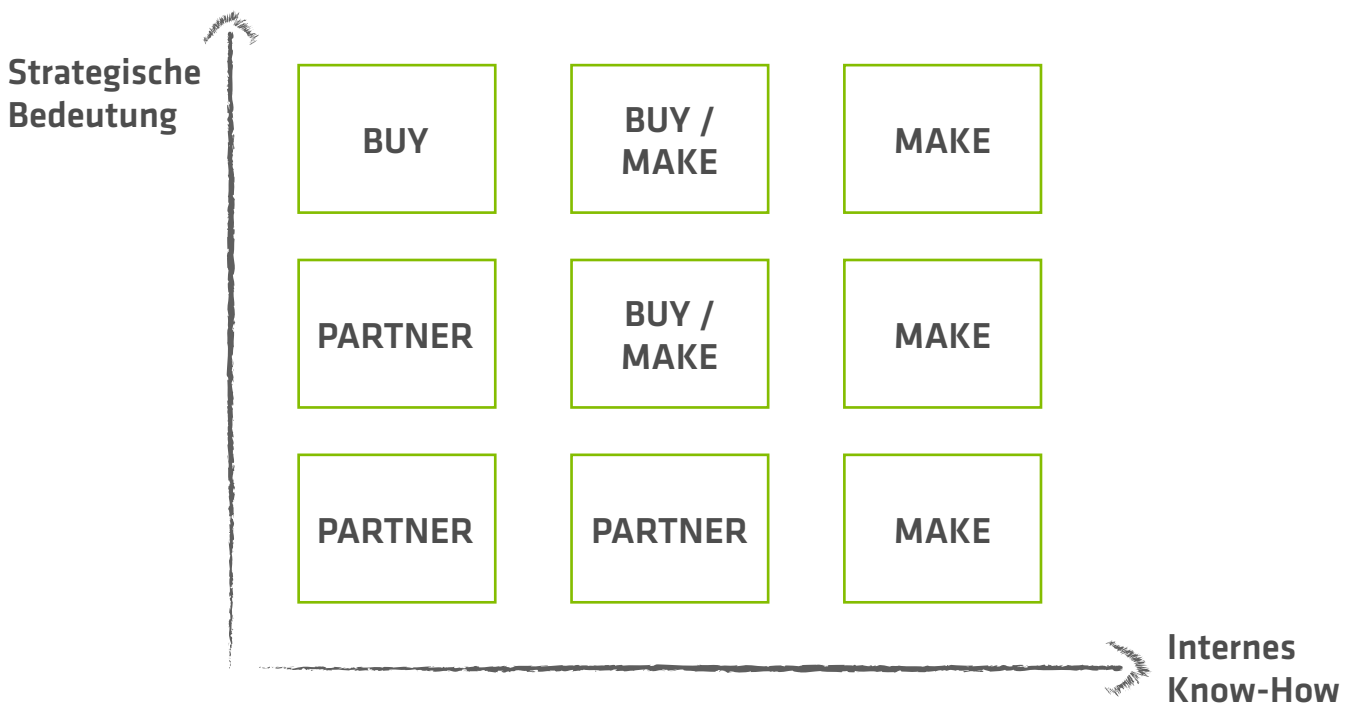 Strategische
Bedeutung
BUY
BUY /
MAKE
MAKE
PARTNER
BUY /
MAKE
MAKE
PARTNER
PARTNER
MAKE
Internes
Know-How